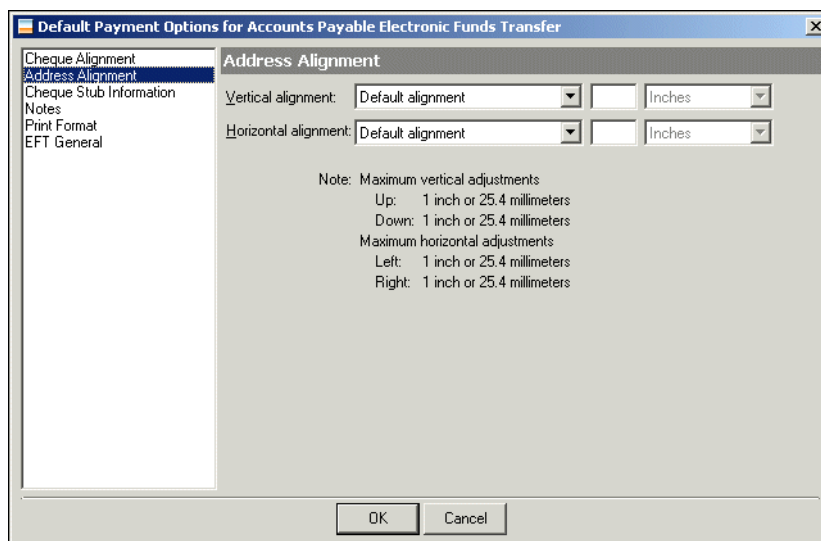 Default Payment Options for Accounts Payable Electronic Funds Transfer
Cheque Alignment
Address Alignment
Cheque Stub Information
Notes
Print Format
EFT General
Address Alignment
Vertical alignment: Default alignment Inches
Horizontal alignment: Default alignment Inches
Note: Maximum vertical adjustments
Up: 1 inch or 25.4 millimeters
Down: 1 inch or 25.4 millimeters
Maximum horizontal adjustments
Left: 1 inch or 25.4 millimeters
Right: 1 inch or 25.4 millimeters
OK Cancel